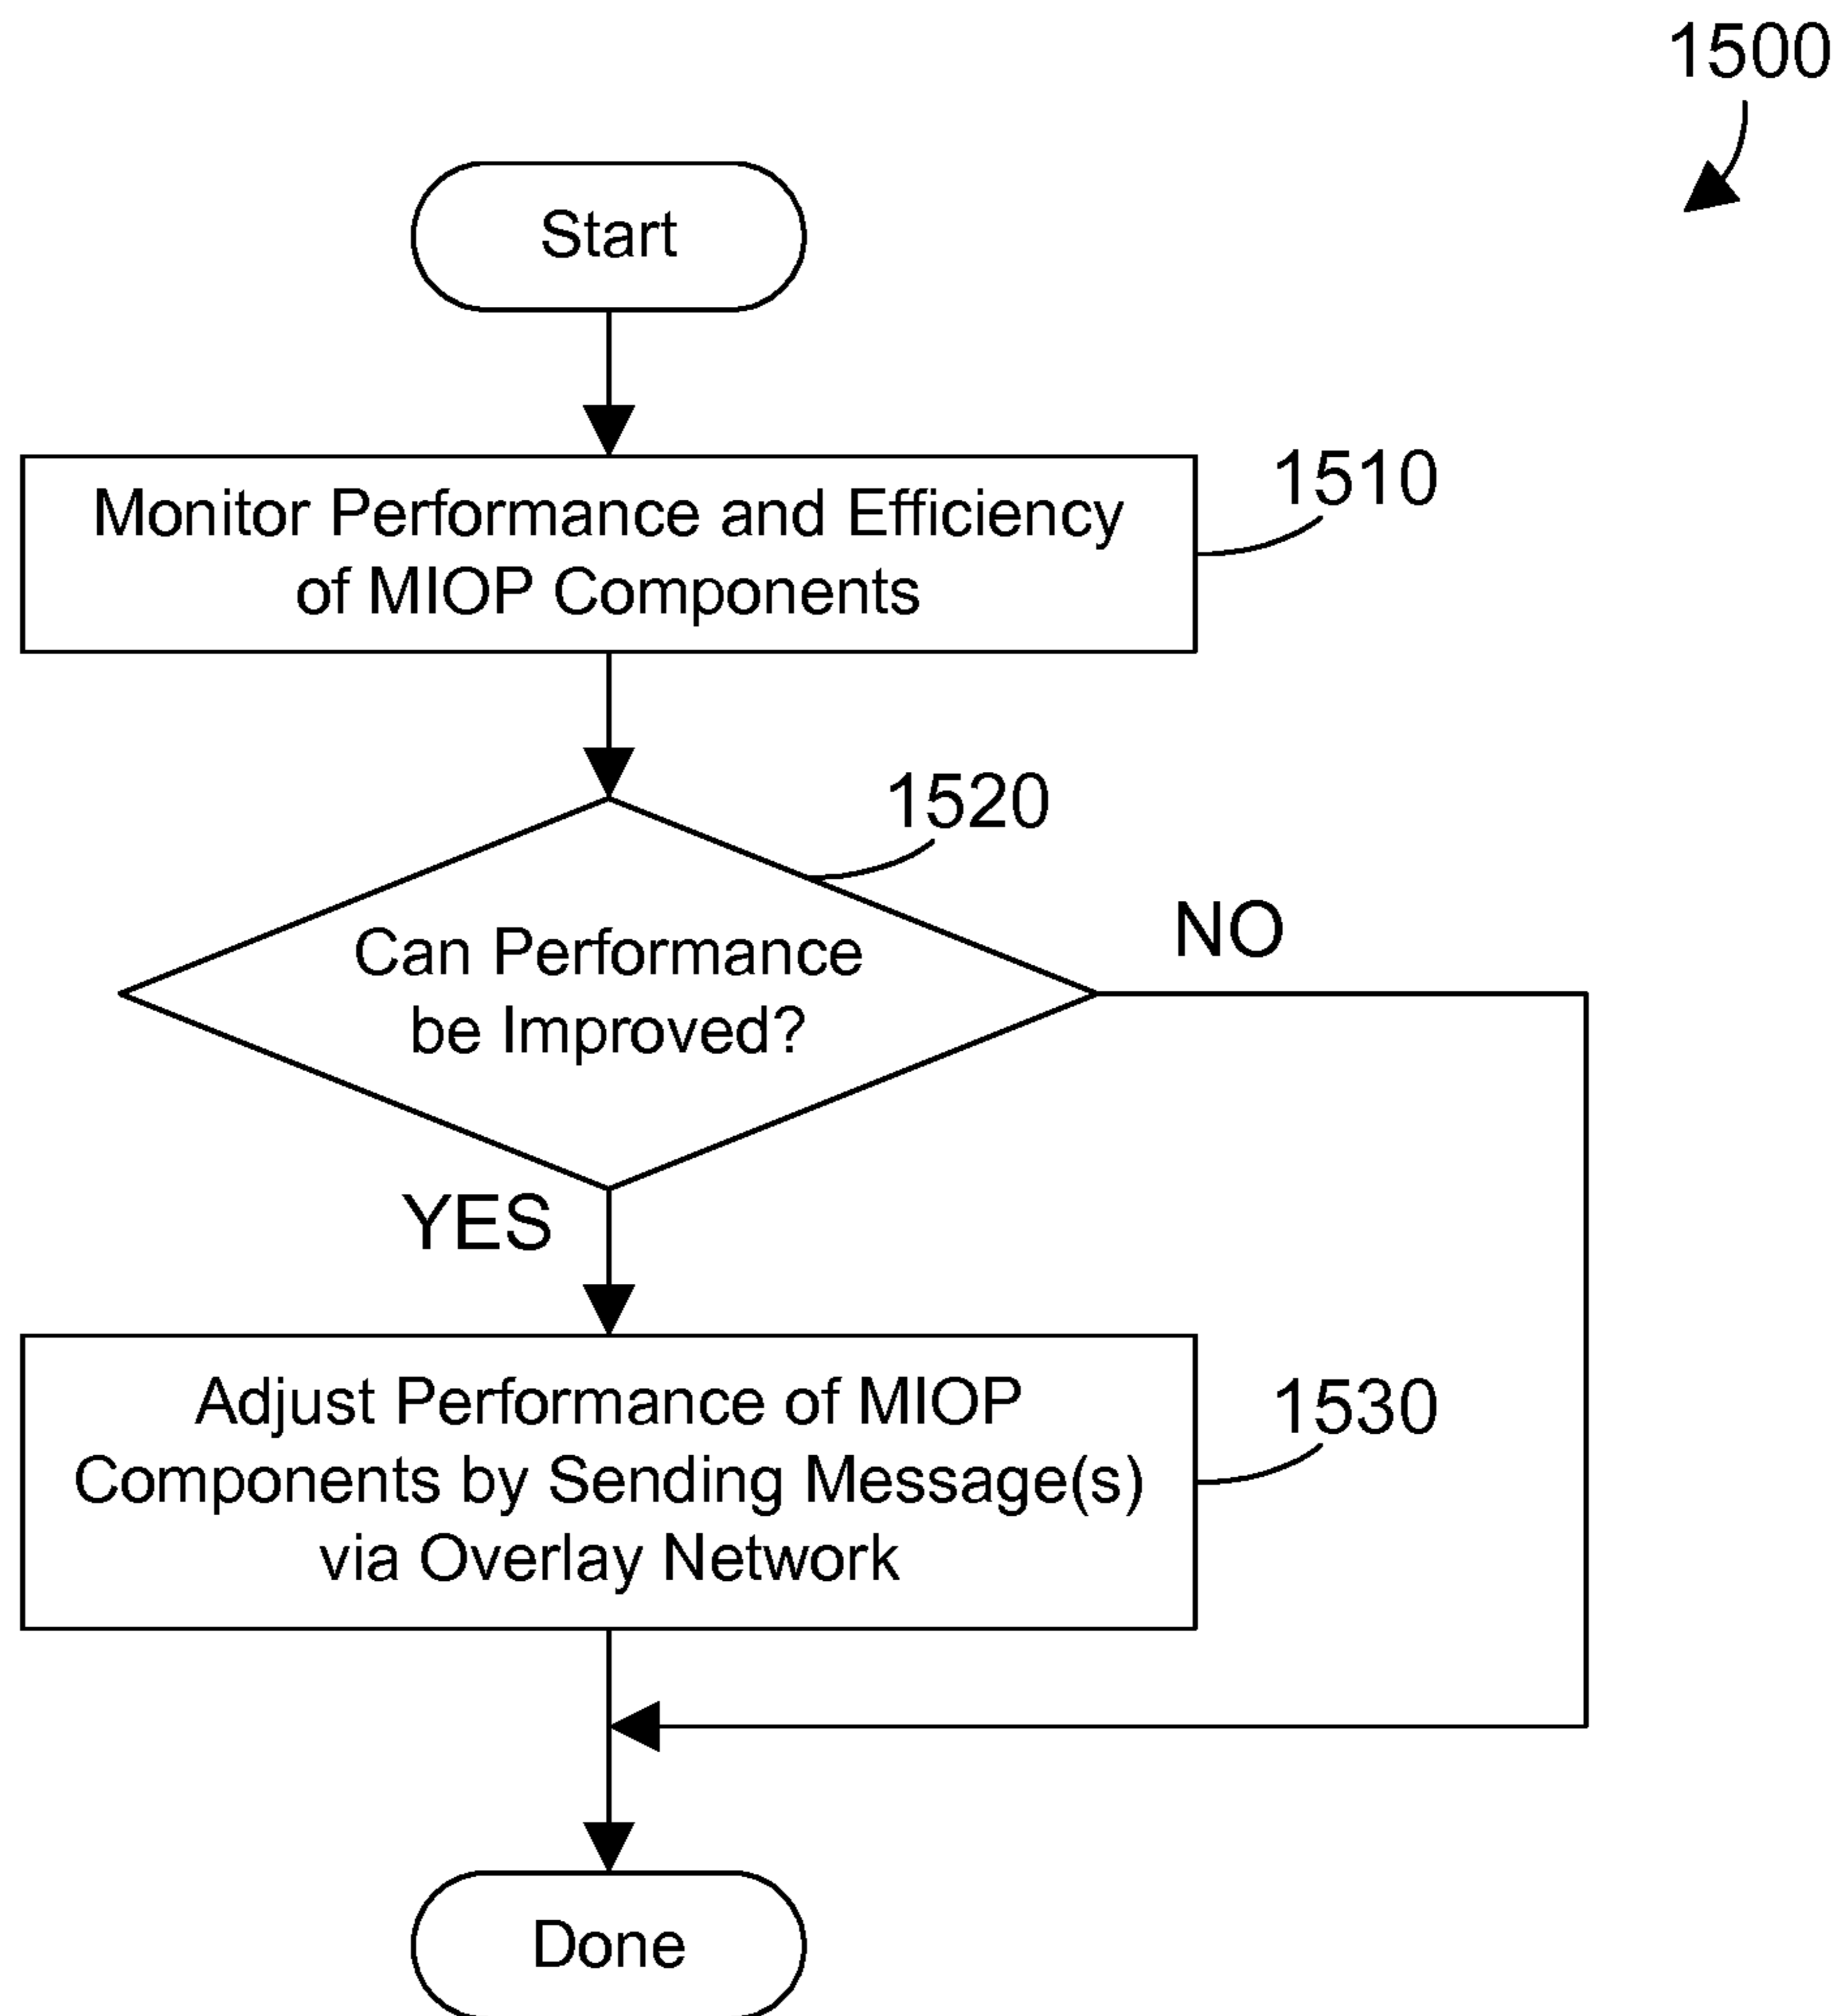 1500
Start
Monitor Performance and Efficiency
of MIOP Components
1510
1520
Can Performance
be Improved?
NO
YES
Adjust Performance of MIOP
Components by Sending Message(s)
via Overlay Network
1530
Done